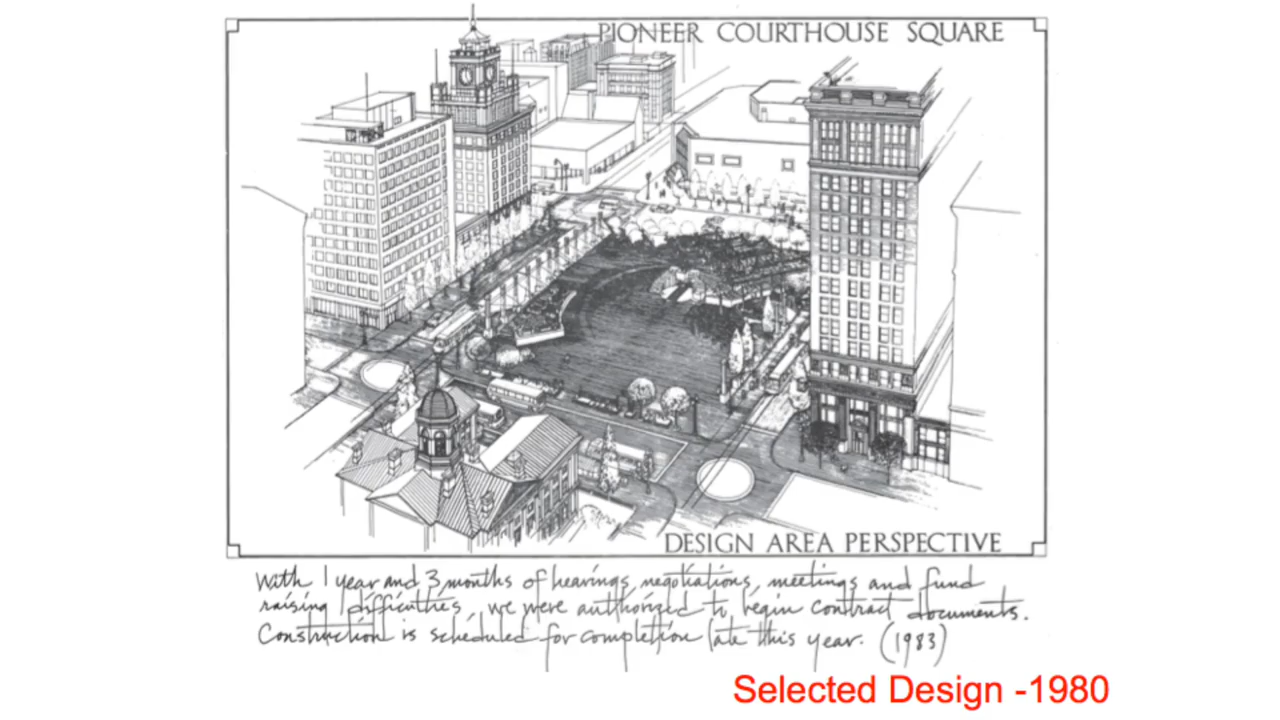 PIONEER COURTHOUSE SQUARE
DESIGN AREA PERSPECTIVE
With 1 year and 3 months of hearings, negotiations, meetings and fund
raising difficulties, we were authorized to begin contract documents.
Construction is scheduled for completion late this year. (1983)
Selected Design -1980